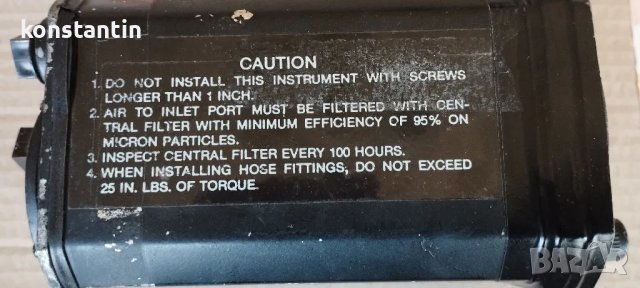 konstantin
CAUTION
1. DO NOT INSTALL THIS INSTRUMENT WITH SCREWS
LONGER THAN 1 INCH.
2. AIR TO INLET PORT MUST BE FILTERED WITH CEN-
TRAL FILTER WITH MINIMUM EFFICIENCY OF 95% ON
MICRON PARTICLES.
3. INSPECT CENTRAL FILTER EVERY 100 HOURS.
4. WHEN INSTALLING HOSE FITTINGS, DO NOT EXCEED
25 IN. LBS. OF TORQUE.
BAZAR